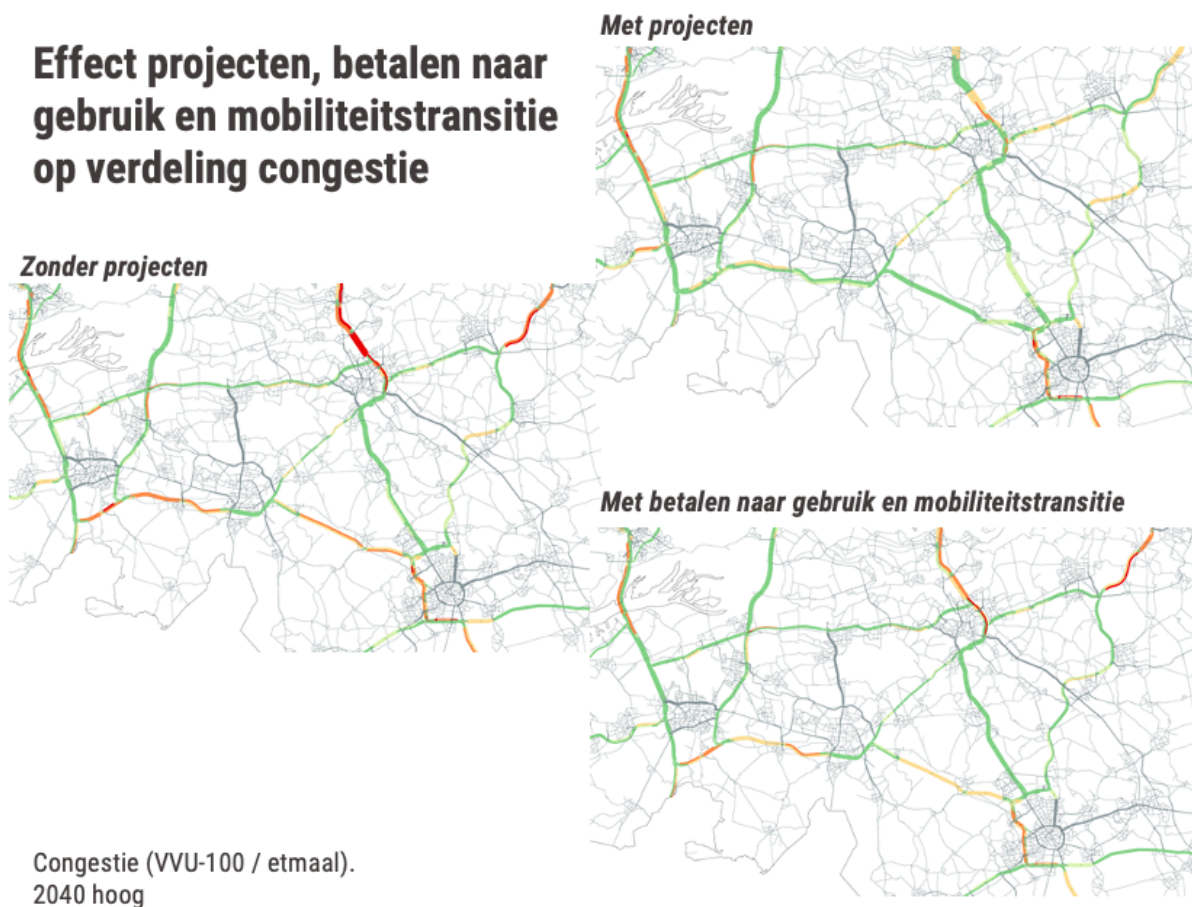 Effect projecten, betalen naar
gebruik en mobiliteitstransitie
op verdeling congestie
Zonder projecten
Met projecten
Met betalen naar gebruik en mobiliteitstransitie
Congestie (VVU-100 / etmaal).
2040 hoog